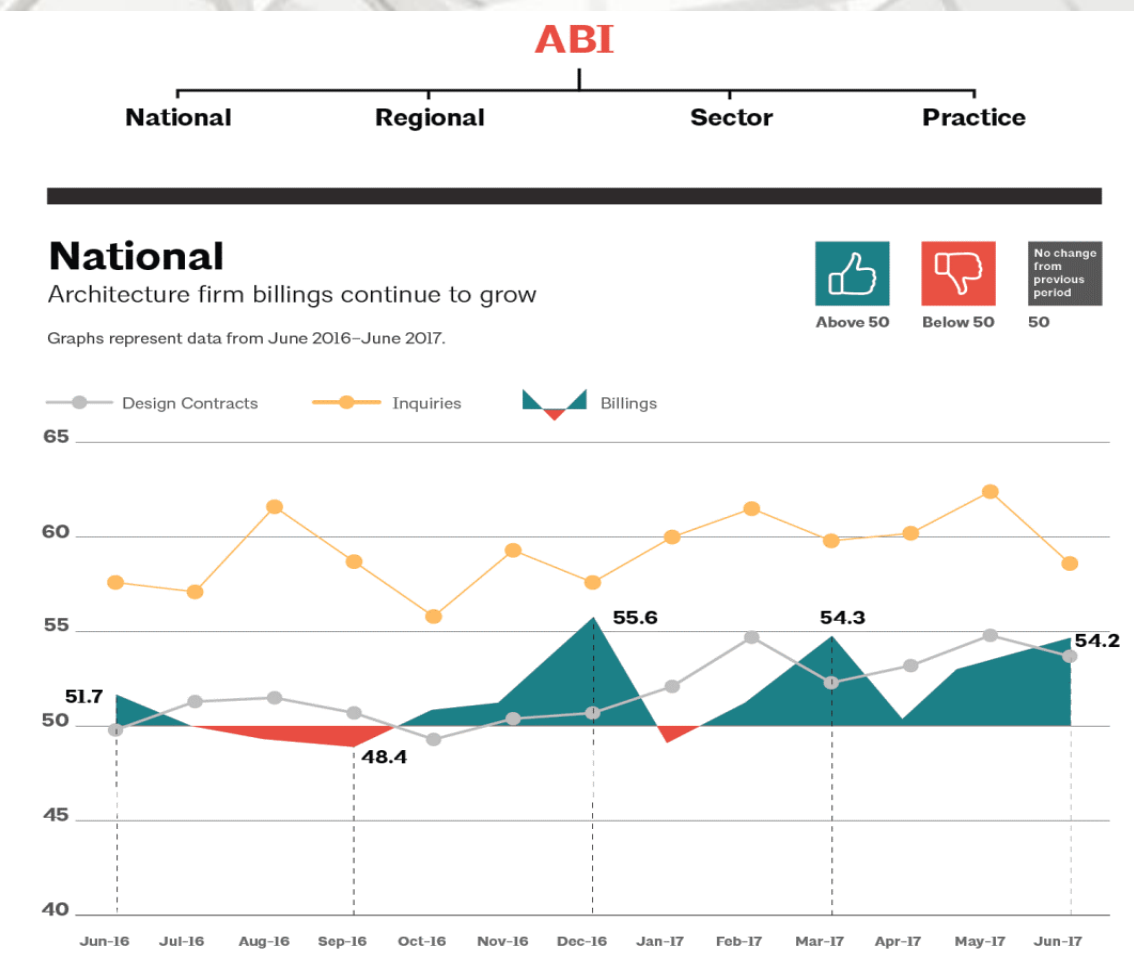 ABI
National Regional Sector Practice
National
Architecture firm billings continue to grow
Graphs represent data from June 2016–June 2017.
No change
from
previous
period
Above 50 Below 50 50
Design Contracts Inquiries Billings
65
60
55
50
45
40
51.7
48.4
55.6
54.3
54.2
Jun-16 Jul-16 Aug-16 Sep-16 Oct-16 Nov-16 Dec-16 Jan-17 Feb-17 Mar-17 Apr-17 May-17 Jun-17